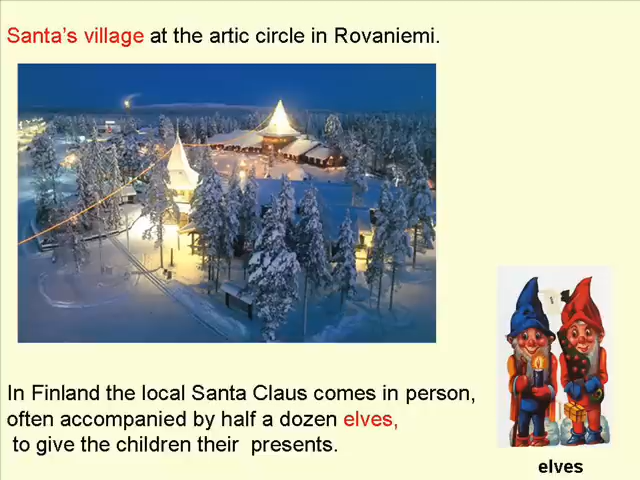 Santa's village at the artic circle in Rovaniemi.
In Finland the local Santa Claus comes in person,
often accompanied by half a dozen elves,
to give the children their presents.
elves